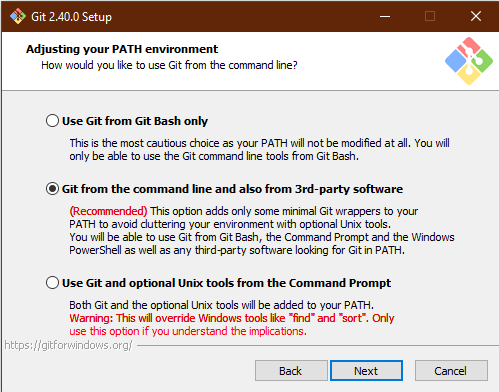 Git 2.40.0 Setup
Adjusting your PATH environment
How would you like to use Git from the command line?
Use Git from Git Bash only
This is the most cautious choice as your PATH will not be modified at all. You will
only be able to use the Git command line tools from Git Bash.
Git from the command line and also from 3rd-party software
(Recommended) This option adds only some minimal Git wrappers to your
PATH to avoid cluttering your environment with optional Unix tools.
You will be able to use Git from Git Bash, the Command Prompt and the Windows
PowerShell as well as any third-party software looking for Git in PATH.
Use Git and optional Unix tools from the Command Prompt
Both Git and the optional Unix tools will be added to your PATH.
Warning: This will override Windows tools like "find" and "sort". Only
use this option if you understand the implications.
https://gitforwindows.org/
Back Next Cancel